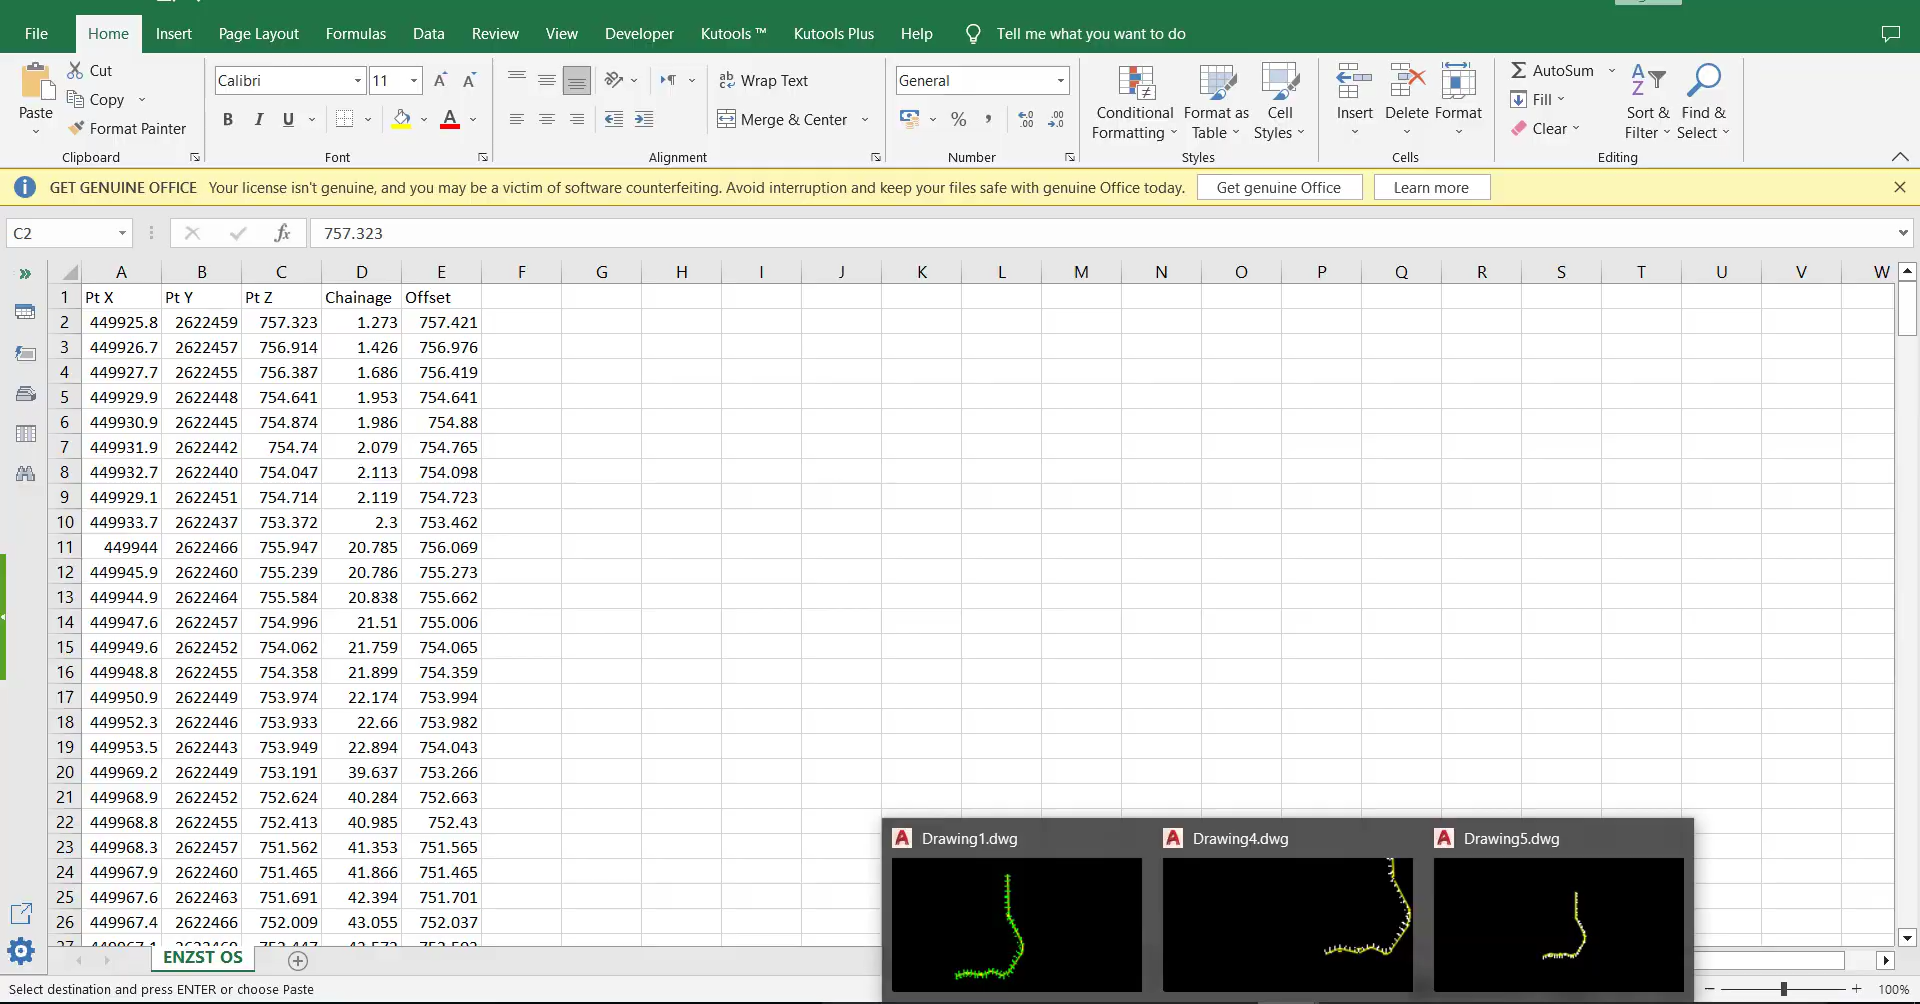 File Home Insert Page Layout Formulas Data Review View Developer Kutools ™ Kutools Plus Help Tell me what you want to do
Paste
Cut
Copy
Format Painter
Clipboard
Calibri 11
B I U
Font
Wrap Text
Merge & Center
Alignment
General
Number
Conditional Formatting
Format as Table
Cell Styles
Styles
Insert Delete Format
Cells
AutoSum
Fill
Clear
Sort & Filter
Find & Select
Editing
GET GENUINE OFFICE Your license isn't genuine, and you may be a victim of software counterfeiting. Avoid interruption and keep your files safe with genuine Office today. Get genuine Office Learn more
C2 fx 757.323
A B C D E F G H I J K L M N O P Q R S T U V W
1 Pt X Pt Y Pt Z Chainage Offset
2 449925.8 2622459 757.323 1.273 757.421
3 449926.7 2622457 756.914 1.426 756.976
4 449927.7 2622455 756.387 1.686 756.419
5 449929.9 2622448 754.641 1.953 754.641
6 449930.9 2622445 754.874 1.986 754.88
7 449931.9 2622442 754.74 2.079 754.765
8 449932.7 2622440 754.047 2.113 754.098
9 449929.1 2622451 754.714 2.119 754.723
10 449933.7 2622437 753.372 2.3 753.462
11 449944 2622466 755.947 20.785 756.069
12 449945.9 2622460 755.239 20.786 755.273
13 449944.9 2622464 755.584 20.838 755.662
14 449947.6 2622457 754.996 21.51 755.006
15 449949.6 2622452 754.062 21.759 754.065
16 449948.8 2622455 754.358 21.899 754.359
17 449950.9 2622449 753.974 22.174 753.994
18 449952.3 2622446 753.933 22.66 753.982
19 449953.5 2622443 753.949 22.894 754.043
20 449969.2 2622449 753.191 39.637 753.266
21 449968.9 2622452 752.624 40.284 752.663
22 449968.8 2622455 752.413 40.985 752.43
23 449968.3 2622457 751.562 41.353 751.565
24 449967.9 2622460 751.465 41.866 751.465
25 449967.6 2622463 751.691 42.394 751.701
26 449967.4 2622466 752.009 43.055 752.037
Drawing1.dwg Drawing4.dwg Drawing5.dwg
ENZST OS
Select destination and press ENTER or choose Paste
100%